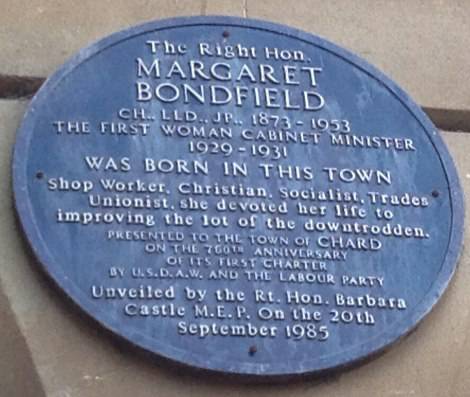 The Right Hon.
MARGARET
BONDFIELD
CH., LLD., JP., 1873 - 1953
THE FIRST WOMAN CABINET MINISTER
1929 - 1931
WAS BORN IN THIS TOWN
Shop Worker, Christian, Socialist, Trades
Unionist, she devoted her life to
improving the lot of the downtrodden.
PRESENTED TO THE TOWN OF CHARD
ON THE 750TH ANNIVERSARY
OF ITS FIRST CHARTER
BY U.S.D.A.W. AND THE LABOUR PARTY
Unveiled by the Rt. Hon. Barbara
Castle M.E.P. On the 20th
September 1985